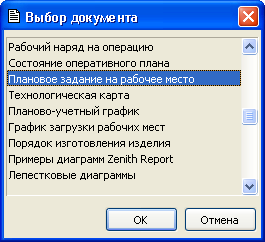 Выбор документа
Рабочий наряд на операцию
Состояние оперативного плана
Плановое задание на рабочее место
Технологическая карта
Планово-учетный график
График загрузки рабочих мест
Порядок изготовления изделия
Примеры диаграмм Zenith Report
Лепестковые диаграммы
ОК
Отмена